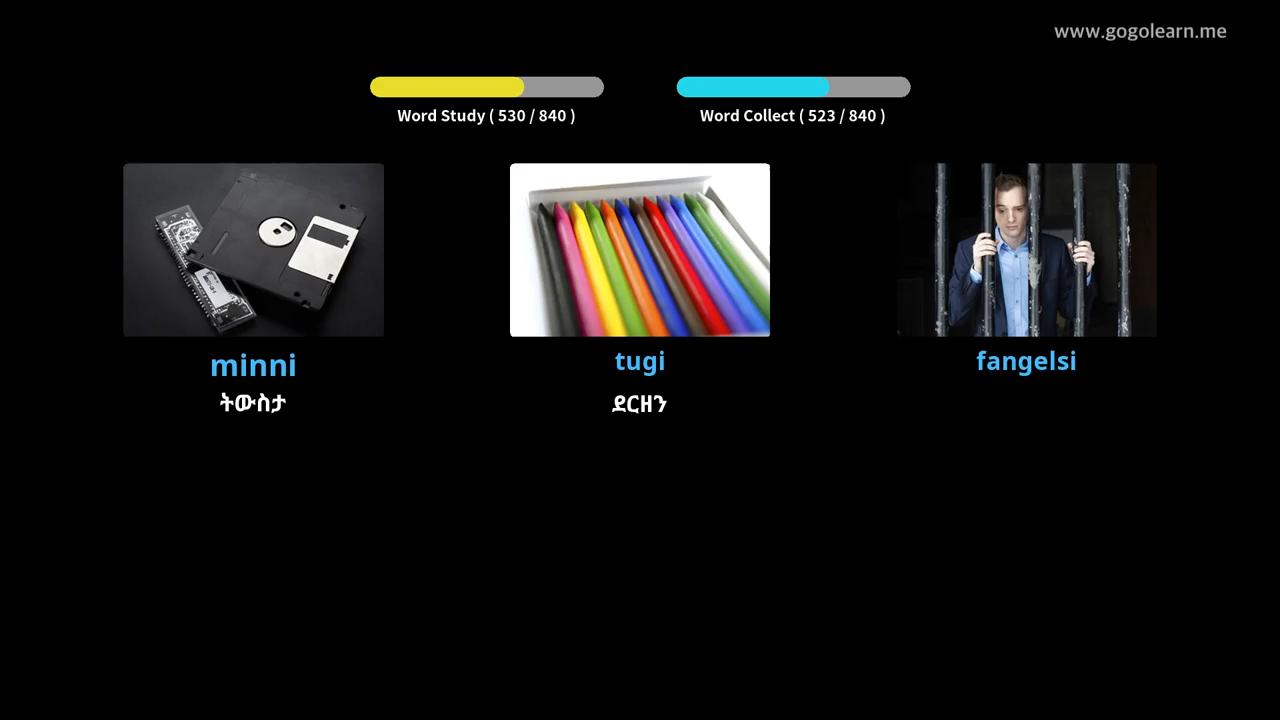 www.gogolearn.me
Word Study ( 530 / 840 )
Word Collect ( 523 / 840 )
minni
ትውስታ
tugi
ደርዘን
fangelsi